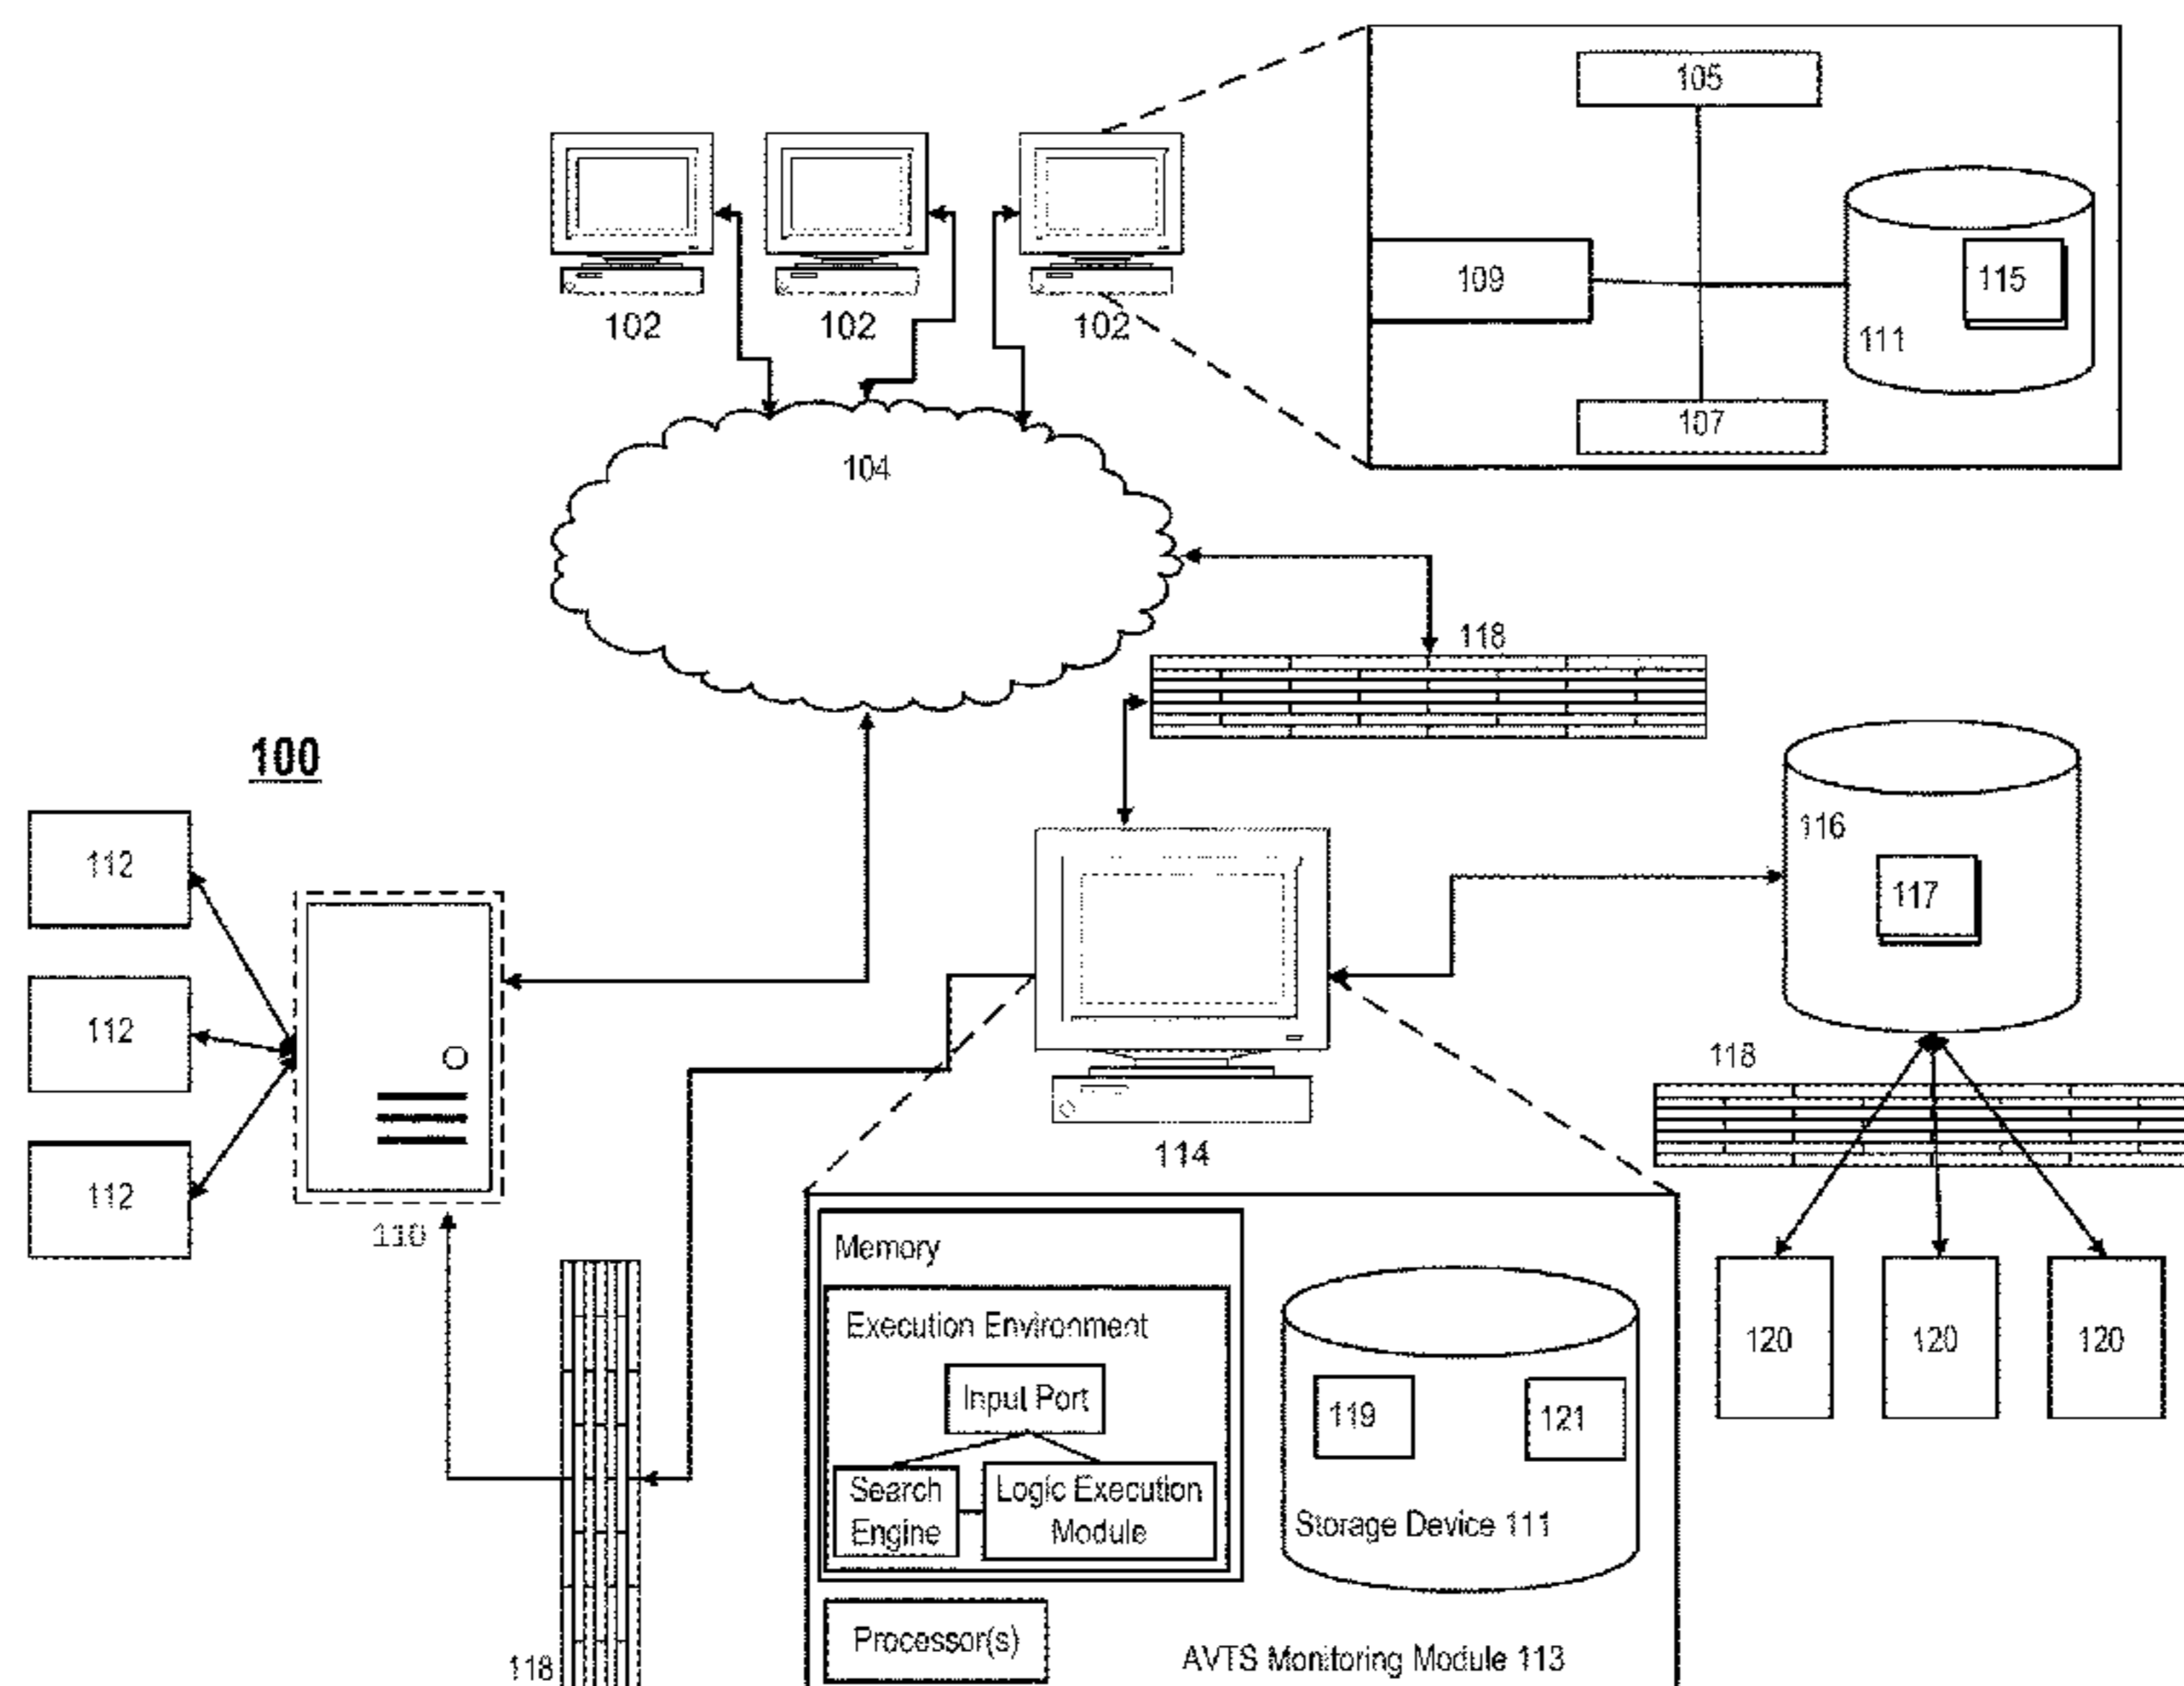 105
109
115
111
107
102
102
102
104
118
100
116
117
112
112
112
110
114
118
Memory
Execution Environment
Input Port
Search
Engine
Logic Execution
Module
119
121
Storage Device 111
120
120
120
Processor(s)
AVTS Monitoring Module 113
118